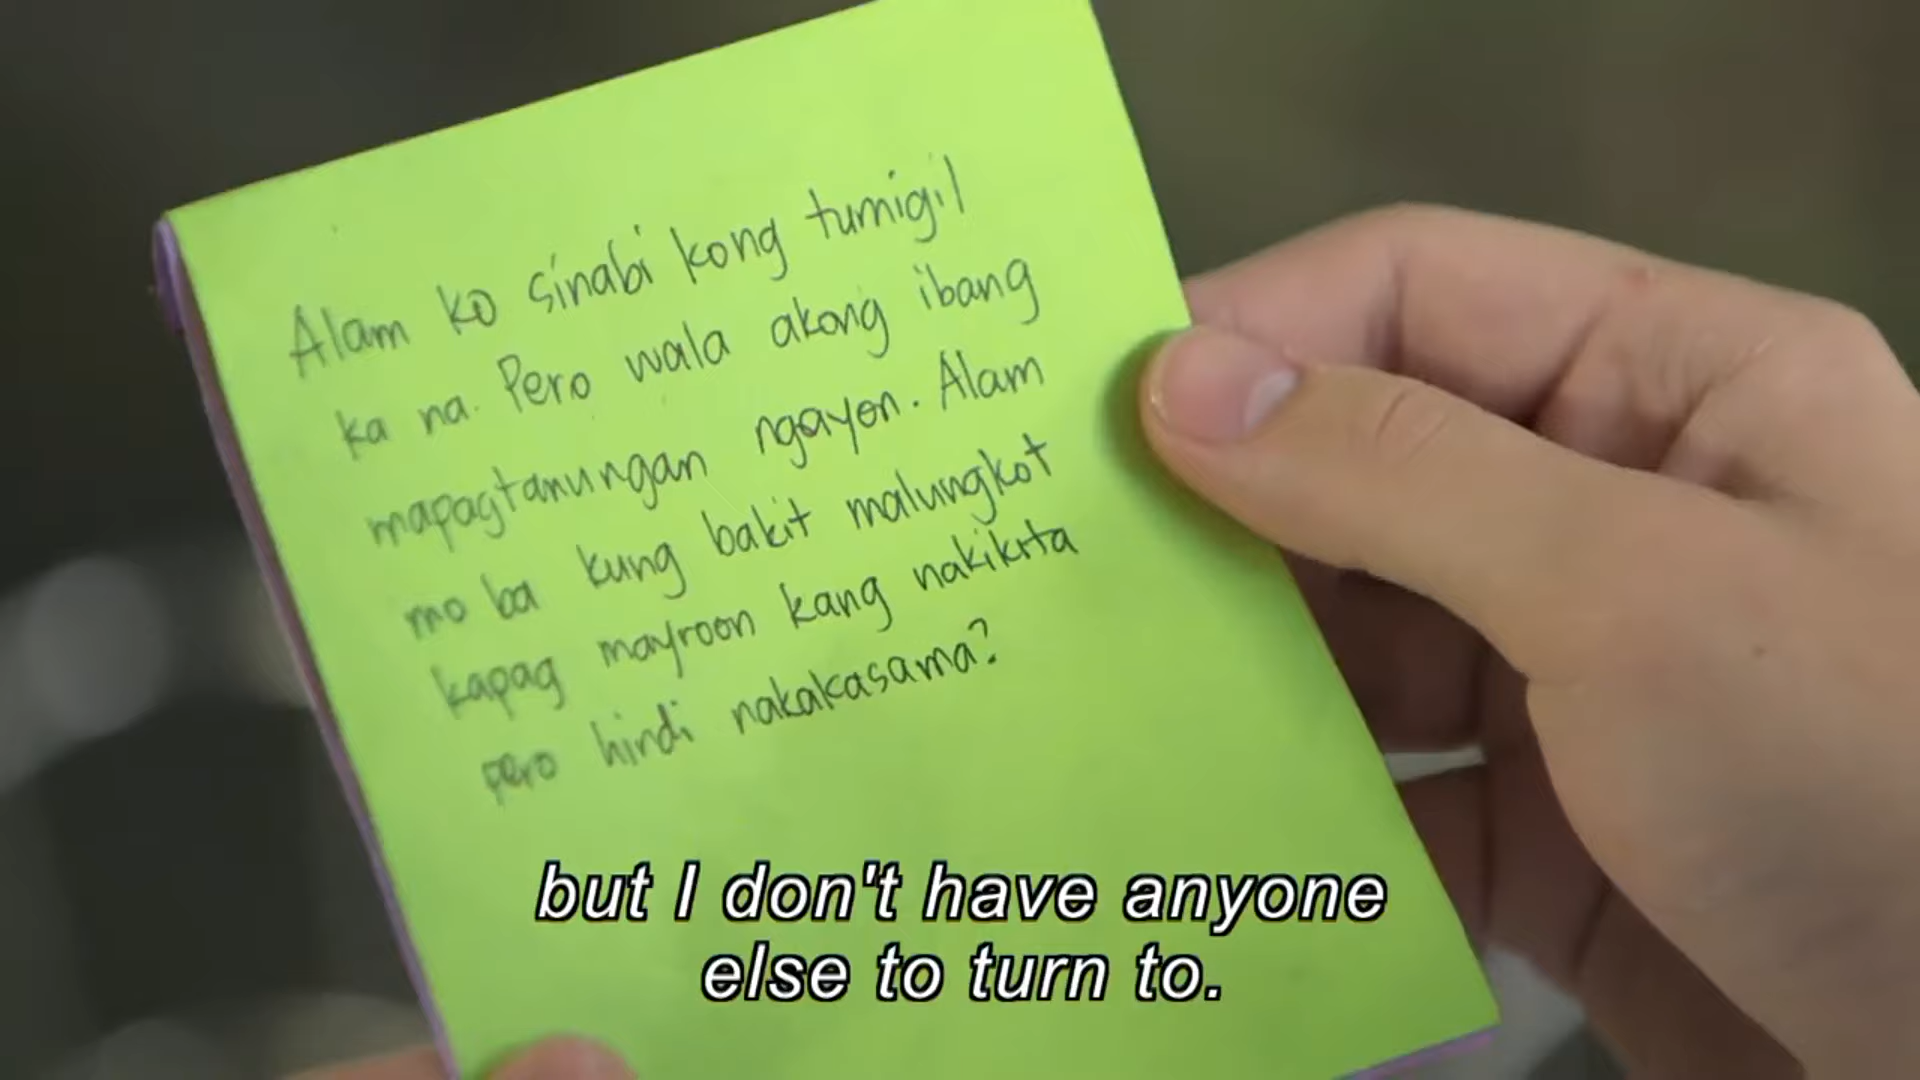 Alam ko sinabi kong tumigil
ka na. Pero wala akong ibang
mapagtanungan ngayon. Alam
mo ba kung bakit malungkot
kapag mayroon kang nakikita
pero hindi nakakasama?
but I don't have anyone
else to turn to.